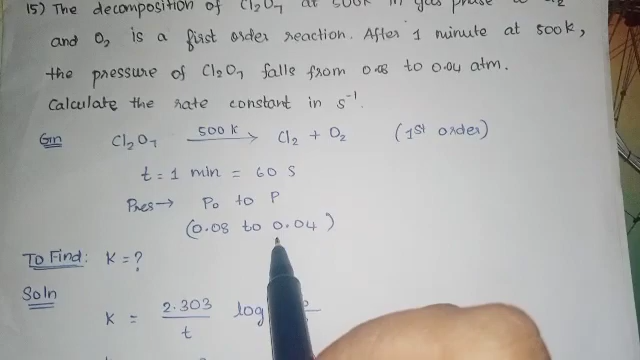 15) The decomposition of Cl2O7 at 500k in gas phase to Cl2
and O2 is a first order reaction. After 1 minute at 500k,
the pressure of Cl2O7 falls from 0.08 to 0.04 atm.
Calculate the rate constant in s⁻¹.
Gn Cl2O7 500 k → Cl2 + O2 (1st order)
t = 1 min = 60 s
Pres → P0 to P
(0.08 to 0.04)
To Find: K = ?
Soln
K = 2.303 / t log